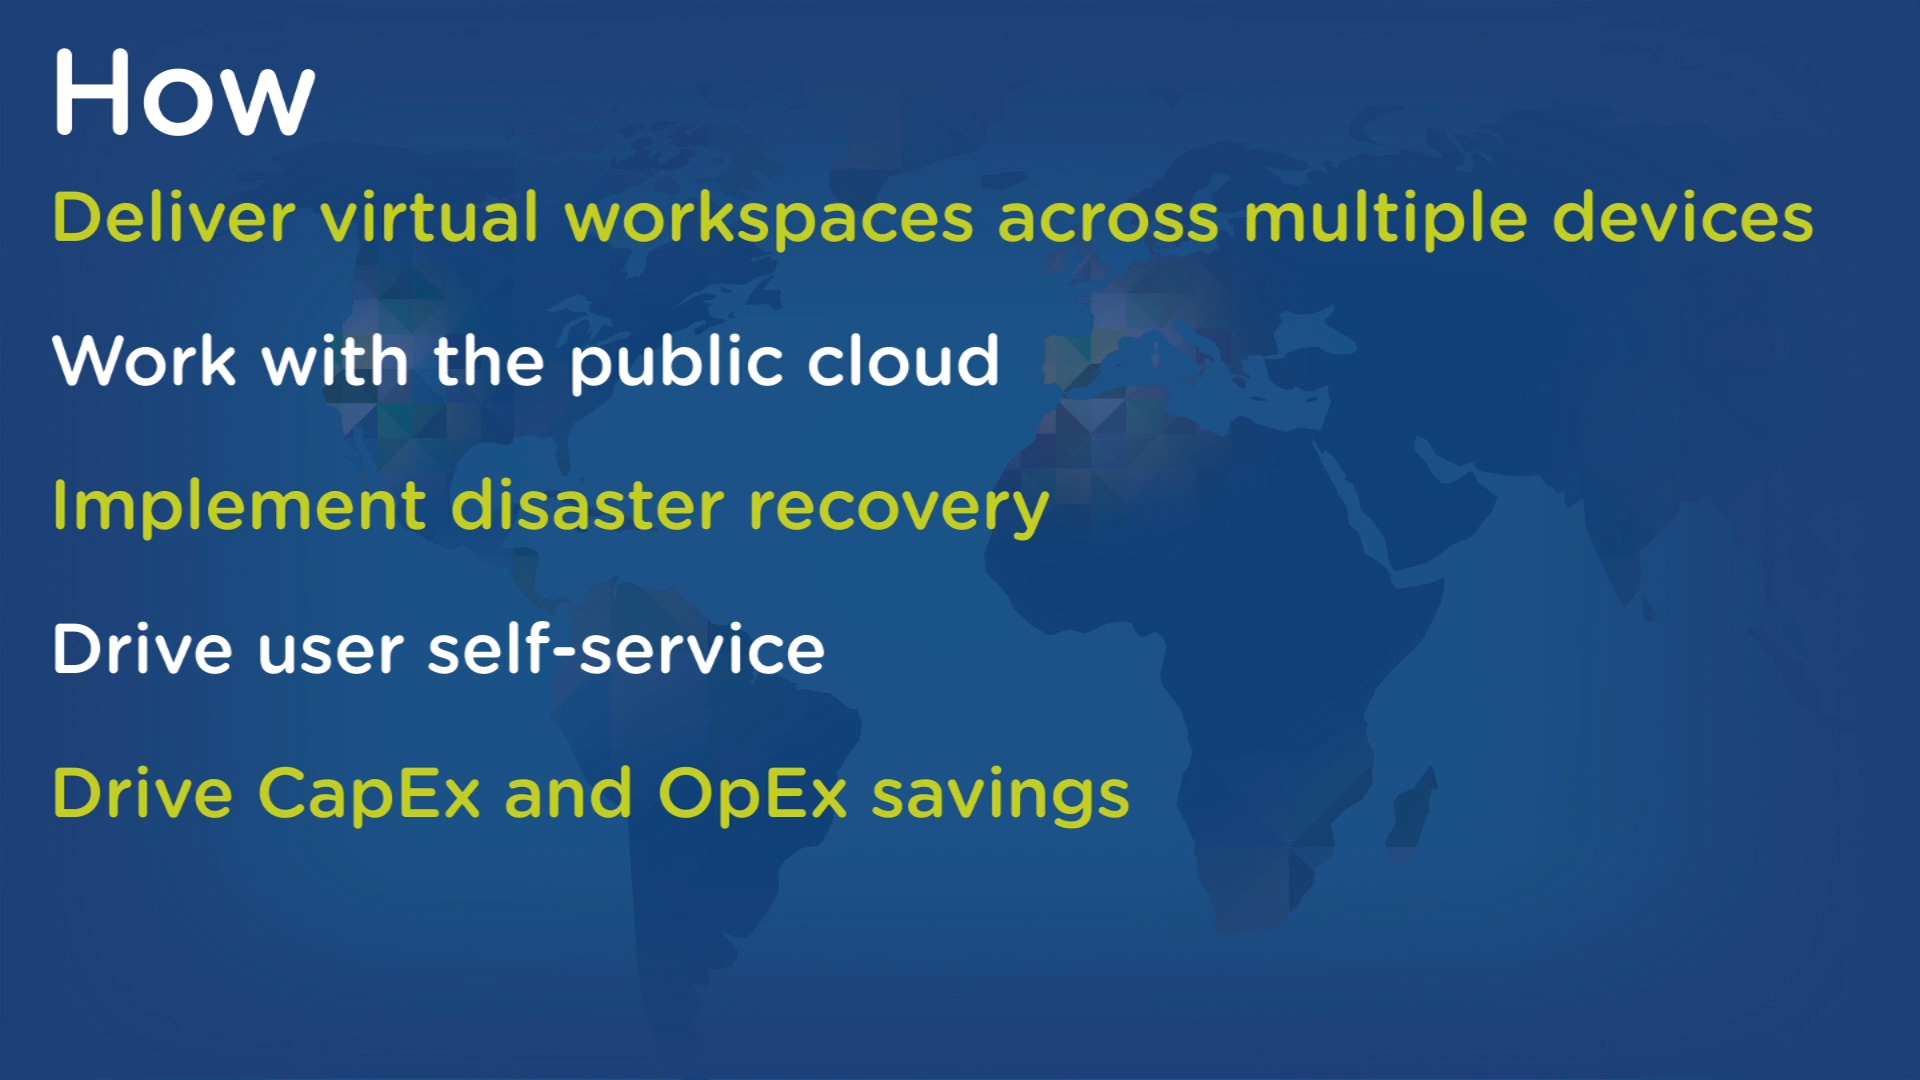 How
Deliver virtual workspaces across multiple devices
Work with the public cloud
Implement disaster recovery
Drive user self-service
Drive CapEx and OpEx savings